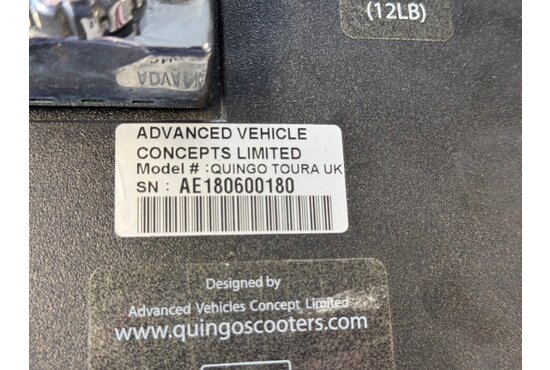 (12LB)
ADVANCED VEHICLE
CONCEPTS LIMITED
Model # :QUINGO TOURA UK
SN : AE180600180
Designed by
Advanced Vehicles Concept Limited
www.quingoscooters.com